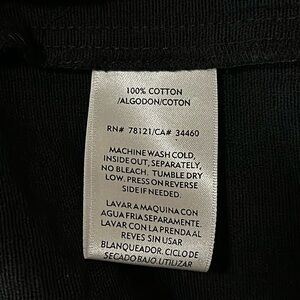 100% COTTON
/ALGODON/COTON
RN# 78121/CA# 34460
MACHINE WASH COLD,
INSIDE OUT, SEPARATELY,
NO BLEACH. TUMBLE DRY
LOW. PRESS ON REVERSE
SIDE IF NEEDED.
LAVAR A MAQUINA CON
AGUA FRIA SEPARAMENTE.
LAVAR CON LA PRENDA AL
REVES SIN USAR
BLANQUEADOR. CICLO DE
SECADO BAJO. UTILIZAR